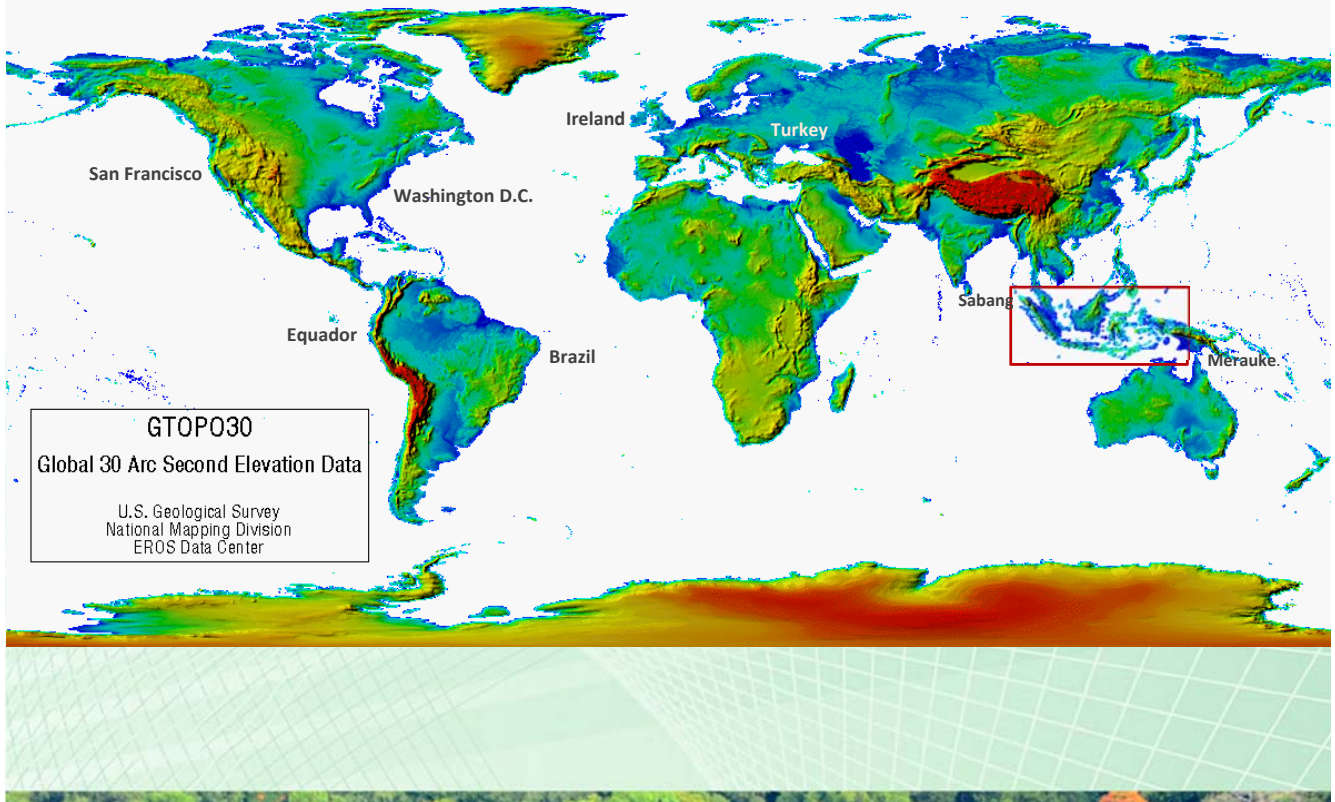 Ireland
Turkey
San Francisco
Washington D.C.
Sabang
Equador
Brazil
Merauke
GTOPO30
Global 30 Arc Second Elevation Data
U.S. Geological Survey
National Mapping Division
EROS Data Center